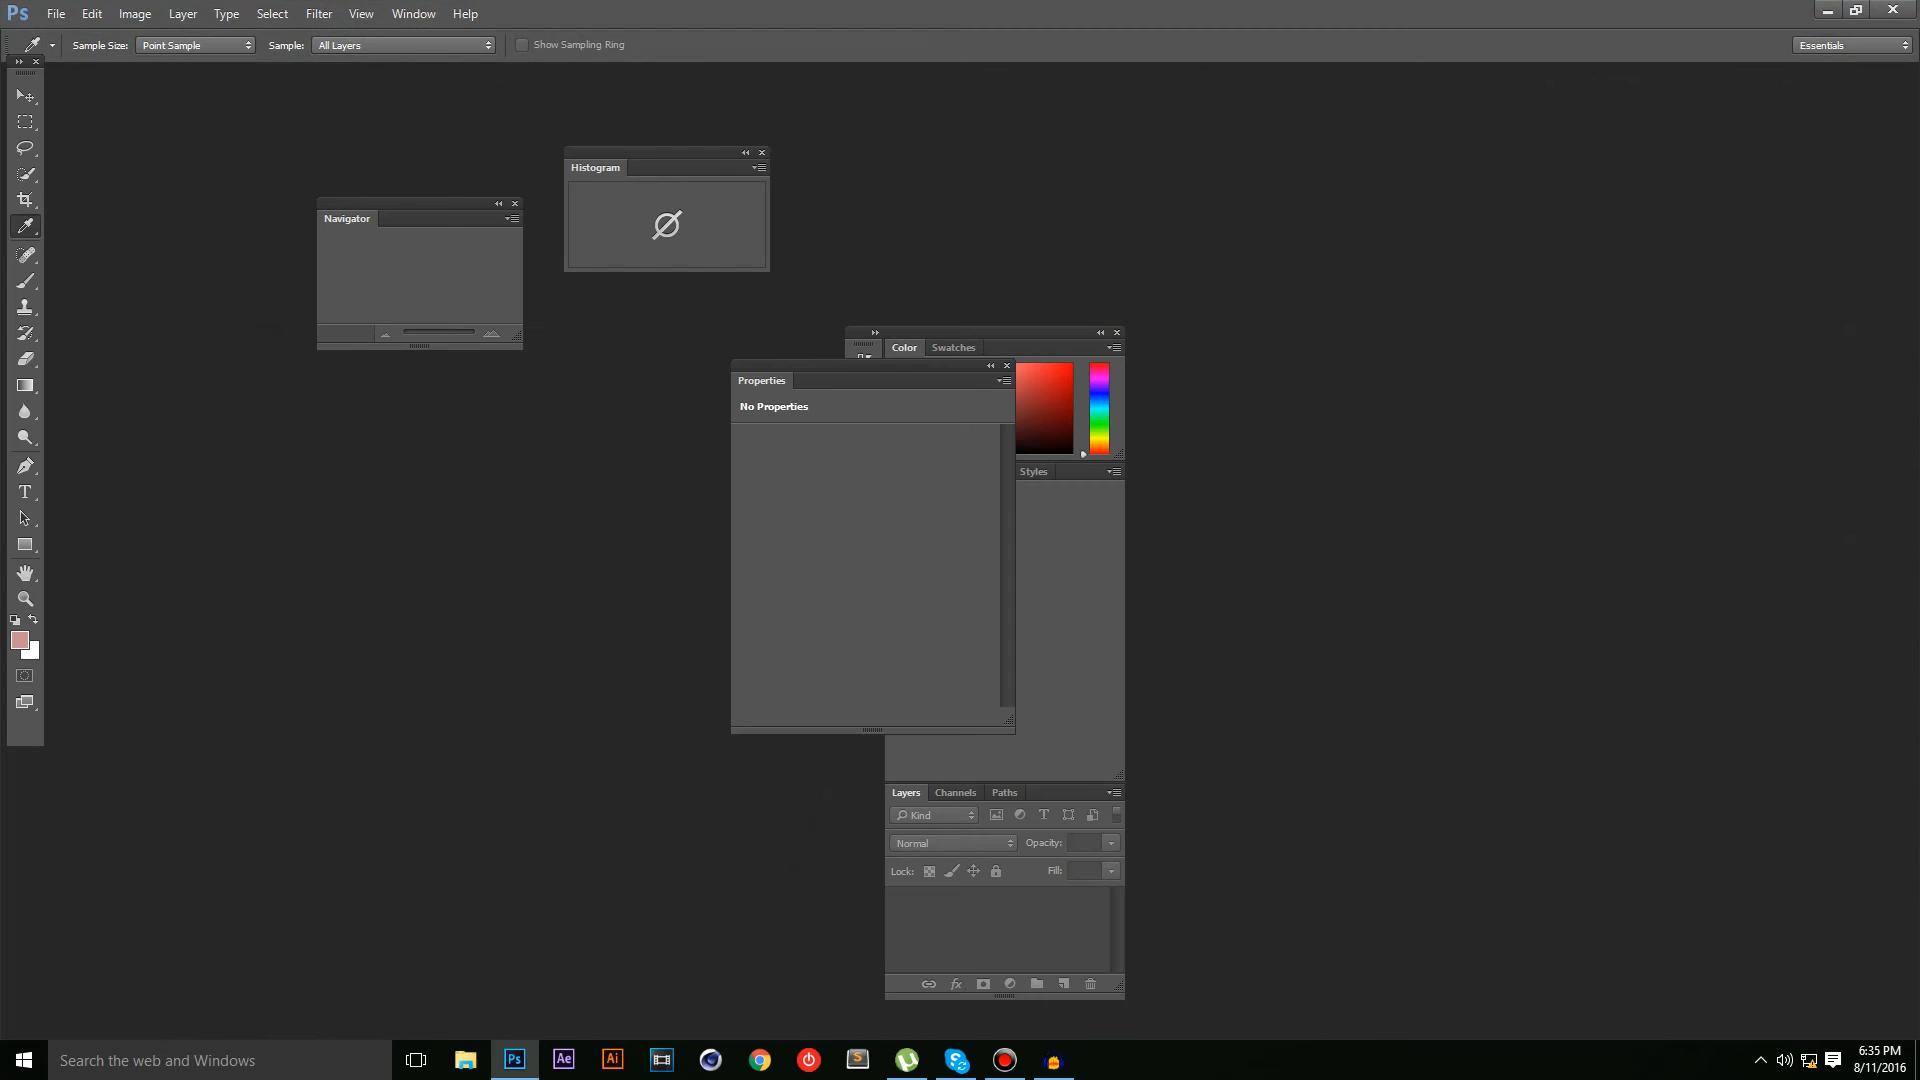 Ps File Edit Image Layer Type Select Filter View Window Help
Sample Size: Point Sample Sample: All Layers Show Sampling Ring Essentials
Histogram
Navigator
Color Swatches
Properties
No Properties
Styles
Layers Channels Paths
Kind
Normal Opacity:
Lock: Fill:
Search the web and Windows
Ps Ae Ai S
6:35 PM
8/11/2016